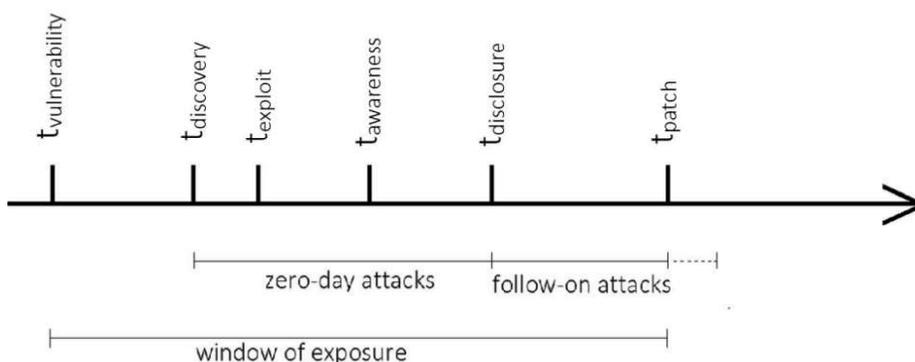 tvulnerability
tdiscovery
texploit
tawareness
tdisclosure
tpatch
zero-day attacks
follow-on attacks
window of exposure